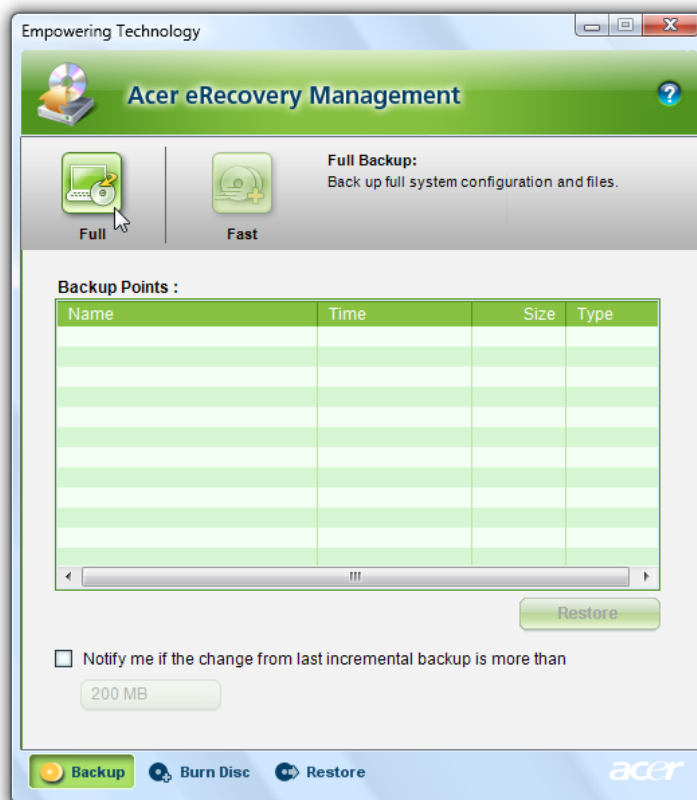 Empowering Technology
Acer eRecovery Management
Full Backup:
Back up full system configuration and files.
Full
Fast
Backup Points :
Name Time Size Type
Restore
Notify me if the change from last incremental backup is more than
200 MB
Backup Burn Disc Restore acer